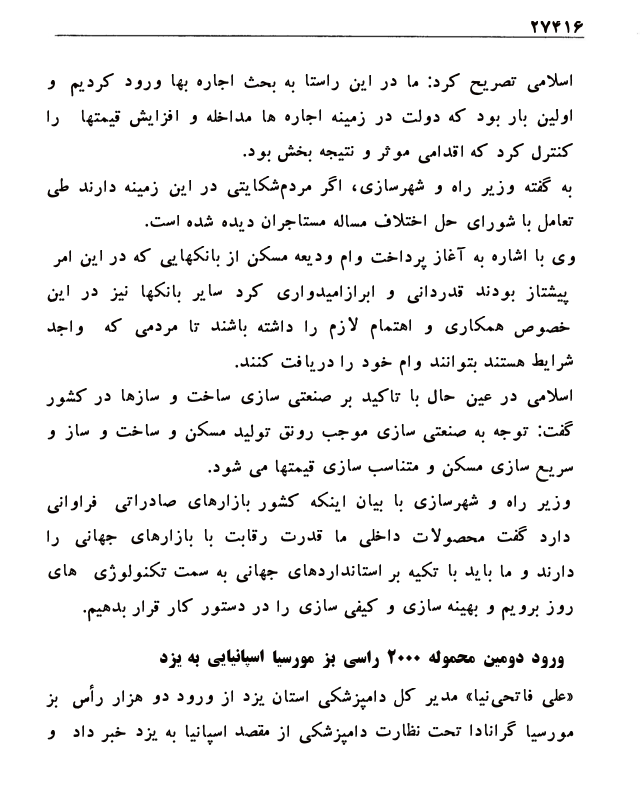 ۲۷۴۱۶
اسلامی تصریح کرد: ما در این راستا به بحث اجاره بها ورود کردیم و
اولین بار بود که دولت در زمینه اجاره ها مداخله و افزایش قیمتها را
کنترل کرد که اقدامی موثر و نتیجه بخش بود.
به گفته وزیر راه و شهرسازی، اگر مردم‌شکایتی در این زمینه دارند طی
تعامل با شورای حل اختلاف مساله مستاجران دیده شده است.
وی با اشاره به آغاز پرداخت وام ودیعه مسکن از بانکهایی که در این امر
پیشتاز بودند قدردانی و ابرازامیدواری کرد سایر بانکها نیز در این
خصوص همکاری و اهتمام لازم را داشته باشند تا مردمی که واجد
شرایط هستند بتوانند وام خود را دریافت کنند.
اسلامی در عین حال با تاکید بر صنعتی سازی ساخت و سازها در کشور
گفت: توجه به صنعتی سازی موجب رونق تولید مسکن و ساخت و ساز و
سریع سازی مسکن و متناسب سازی قیمتها می شود.
وزیر راه و شهرسازی با بیان اینکه کشور بازارهای صادراتی فراوانی
دارد گفت محصولات داخلی ما قدرت رقابت با بازارهای جهانی را
دارند و ما باید با تکیه بر استانداردهای جهانی به سمت تکنولوژی های
روز برویم و بهینه سازی و کیفی سازی را در دستور کار قرار بدهیم.
ورود دومین محموله ۲۰۰۰ راسی بز مورسیا اسپانیایی به یزد
«علی فاتحی‌نیا» مدیر کل دامپزشکی استان یزد از ورود دو هزار رأس بز
مورسیا گرانادا تحت نظارت دامپزشکی از مقصد اسپانیا به یزد خبر داد و